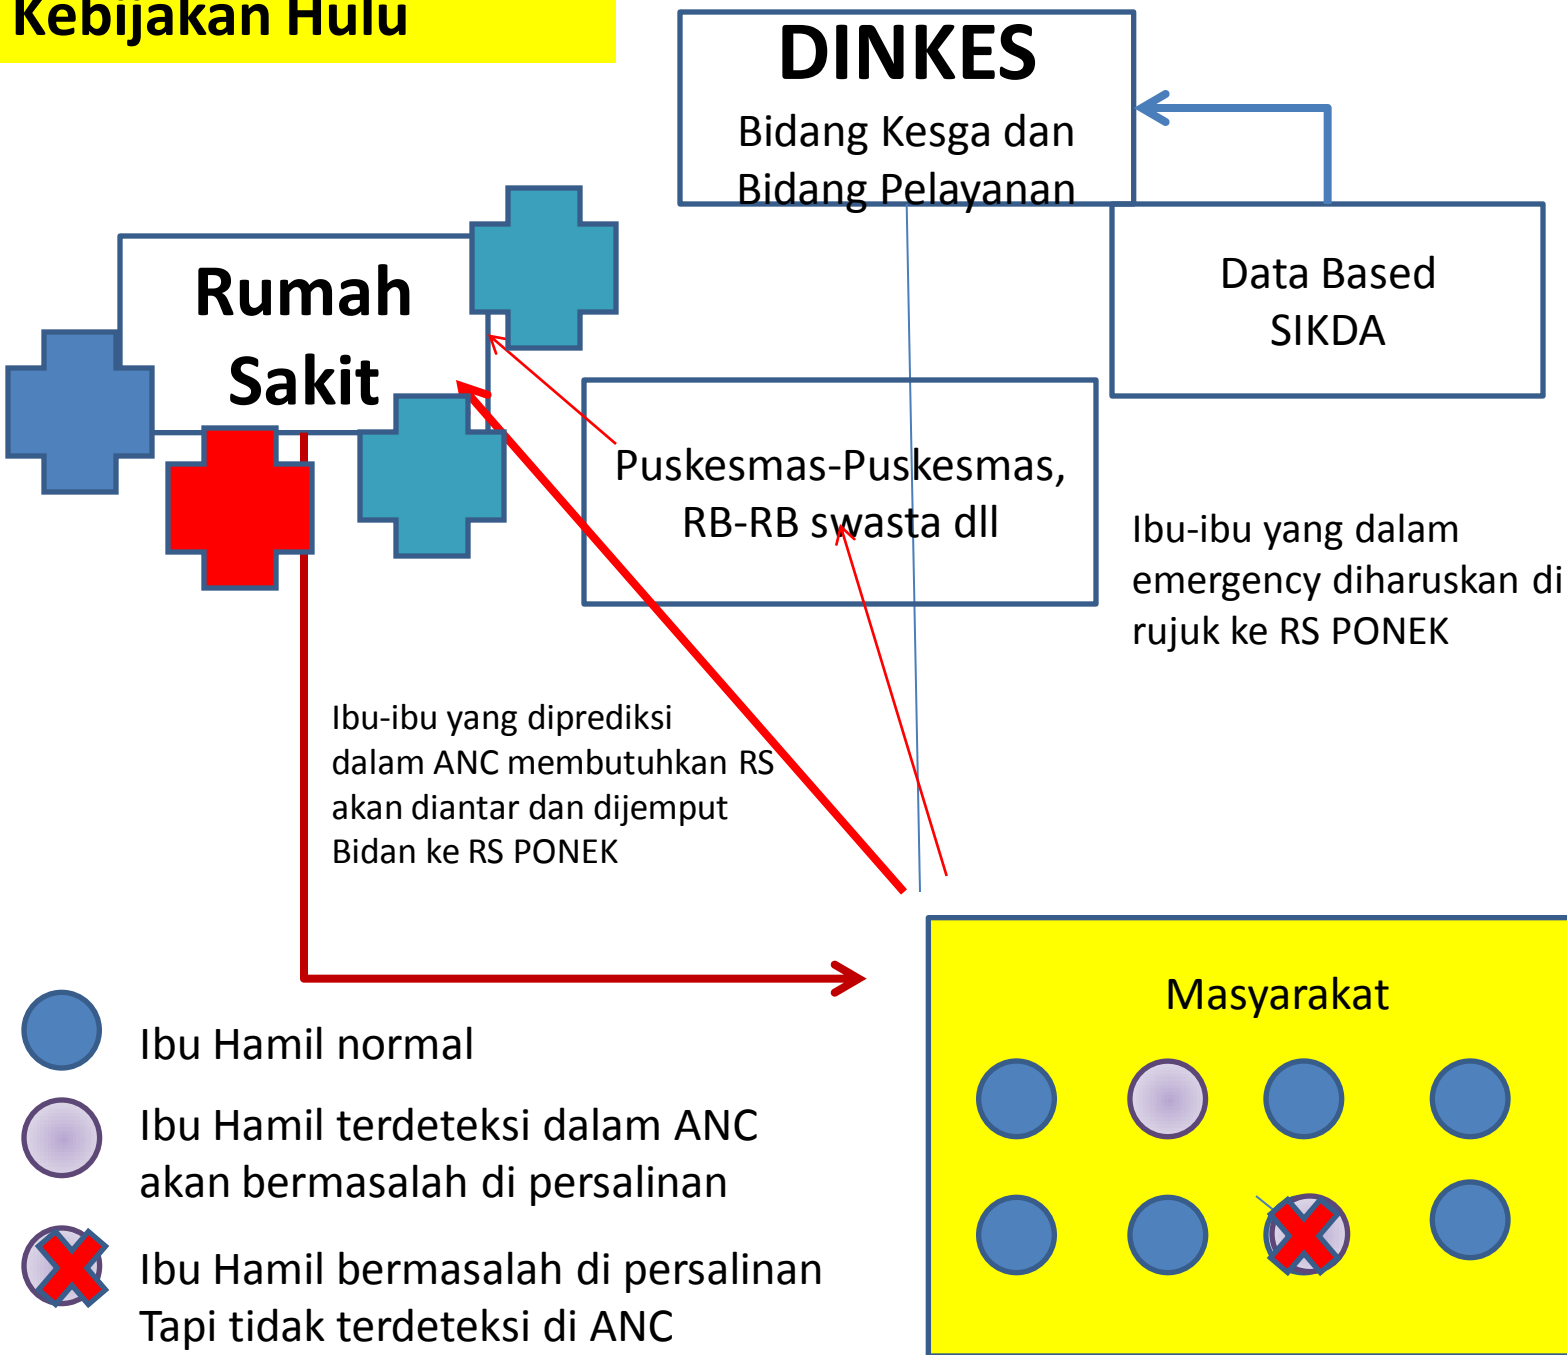 Kebijakan Hulu
DINKES
Bidang Kesga dan
Bidang Pelayanan
Data Based
SIKDA
Rumah
Sakit
Puskesmas-Puskesmas,
RB-RB swasta dll
Ibu-ibu yang dalam
emergency diharuskan di
rujuk ke RS PONEK
Ibu-ibu yang diprediksi
dalam ANC membutuhkan RS
akan diantar dan dijemput
Bidan ke RS PONEK
Masyarakat
Ibu Hamil normal
Ibu Hamil terdeteksi dalam ANC
akan bermasalah di persalinan
Ibu Hamil bermasalah di persalinan
Tapi tidak terdeteksi di ANC